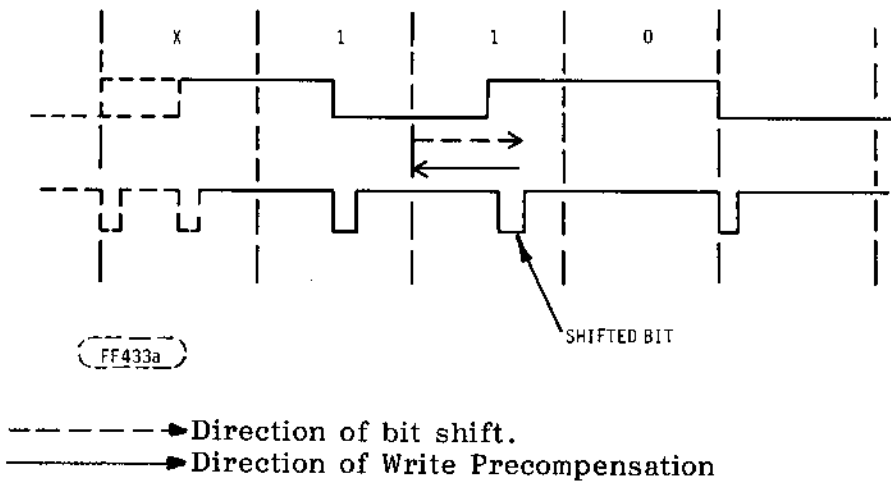 X 1 1 0
SHIFTED BIT
FF433a
Direction of bit shift.
Direction of Write Precompensation